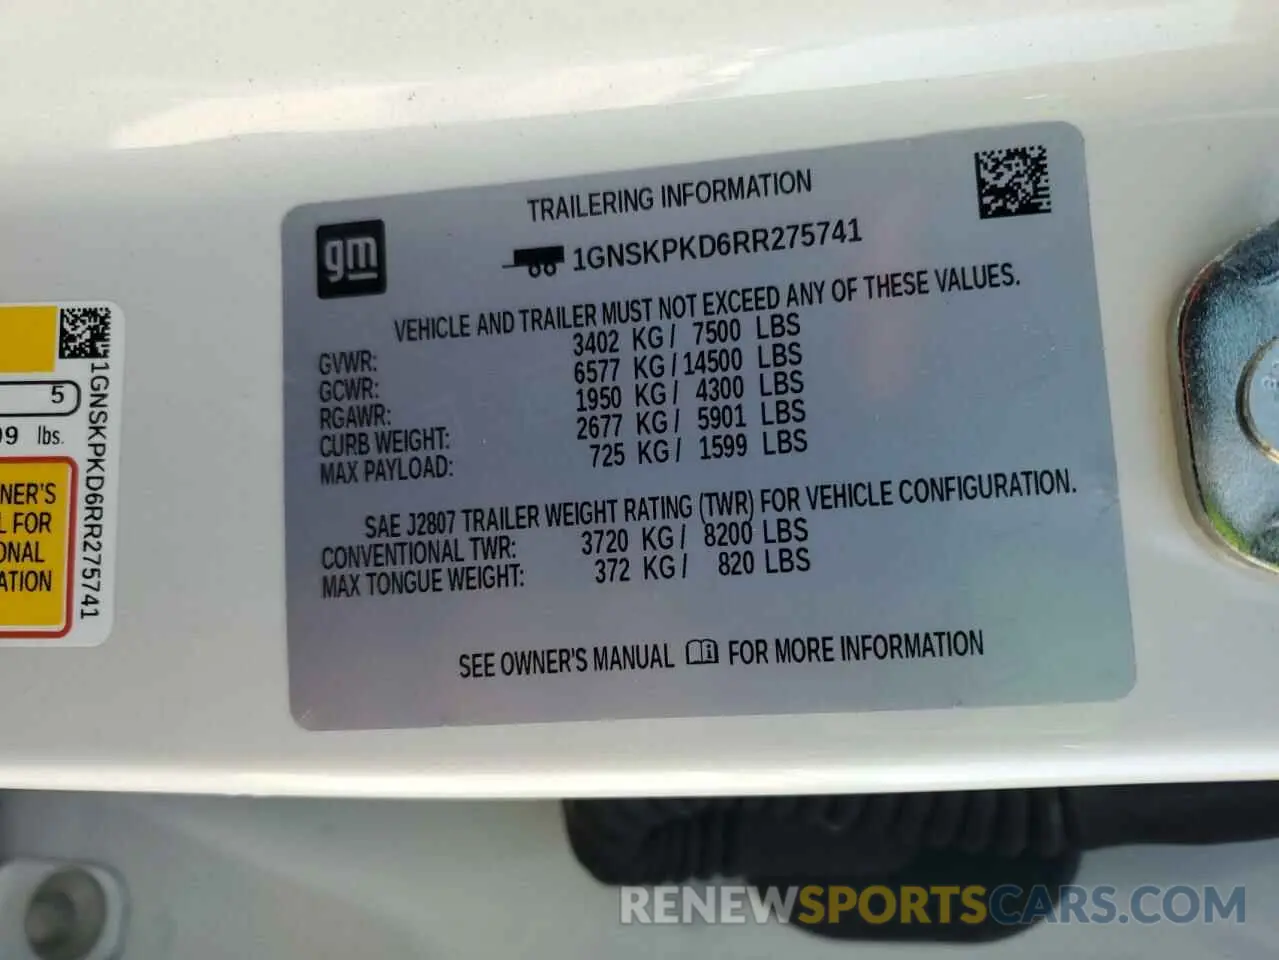 TRAILERING INFORMATION
gm
1GNSKPKD6RR275741
VEHICLE AND TRAILER MUST NOT EXCEED ANY OF THESE VALUES.
GVWR: 3402 KG / 7500 LBS
GCWR: 6577 KG / 14500 LBS
RGAWR: 1950 KG / 4300 LBS
CURB WEIGHT: 2677 KG / 5901 LBS
MAX PAYLOAD: 725 KG / 1599 LBS
SAE J2807 TRAILER WEIGHT RATING (TWR) FOR VEHICLE CONFIGURATION.
CONVENTIONAL TWR: 3720 KG / 8200 LBS
MAX TONGUE WEIGHT: 372 KG / 820 LBS
SEE OWNER'S MANUAL FOR MORE INFORMATION
5
lbs.
1GNSKPKD6RR275741
FOR
RENEWSPORTSCARS.COM